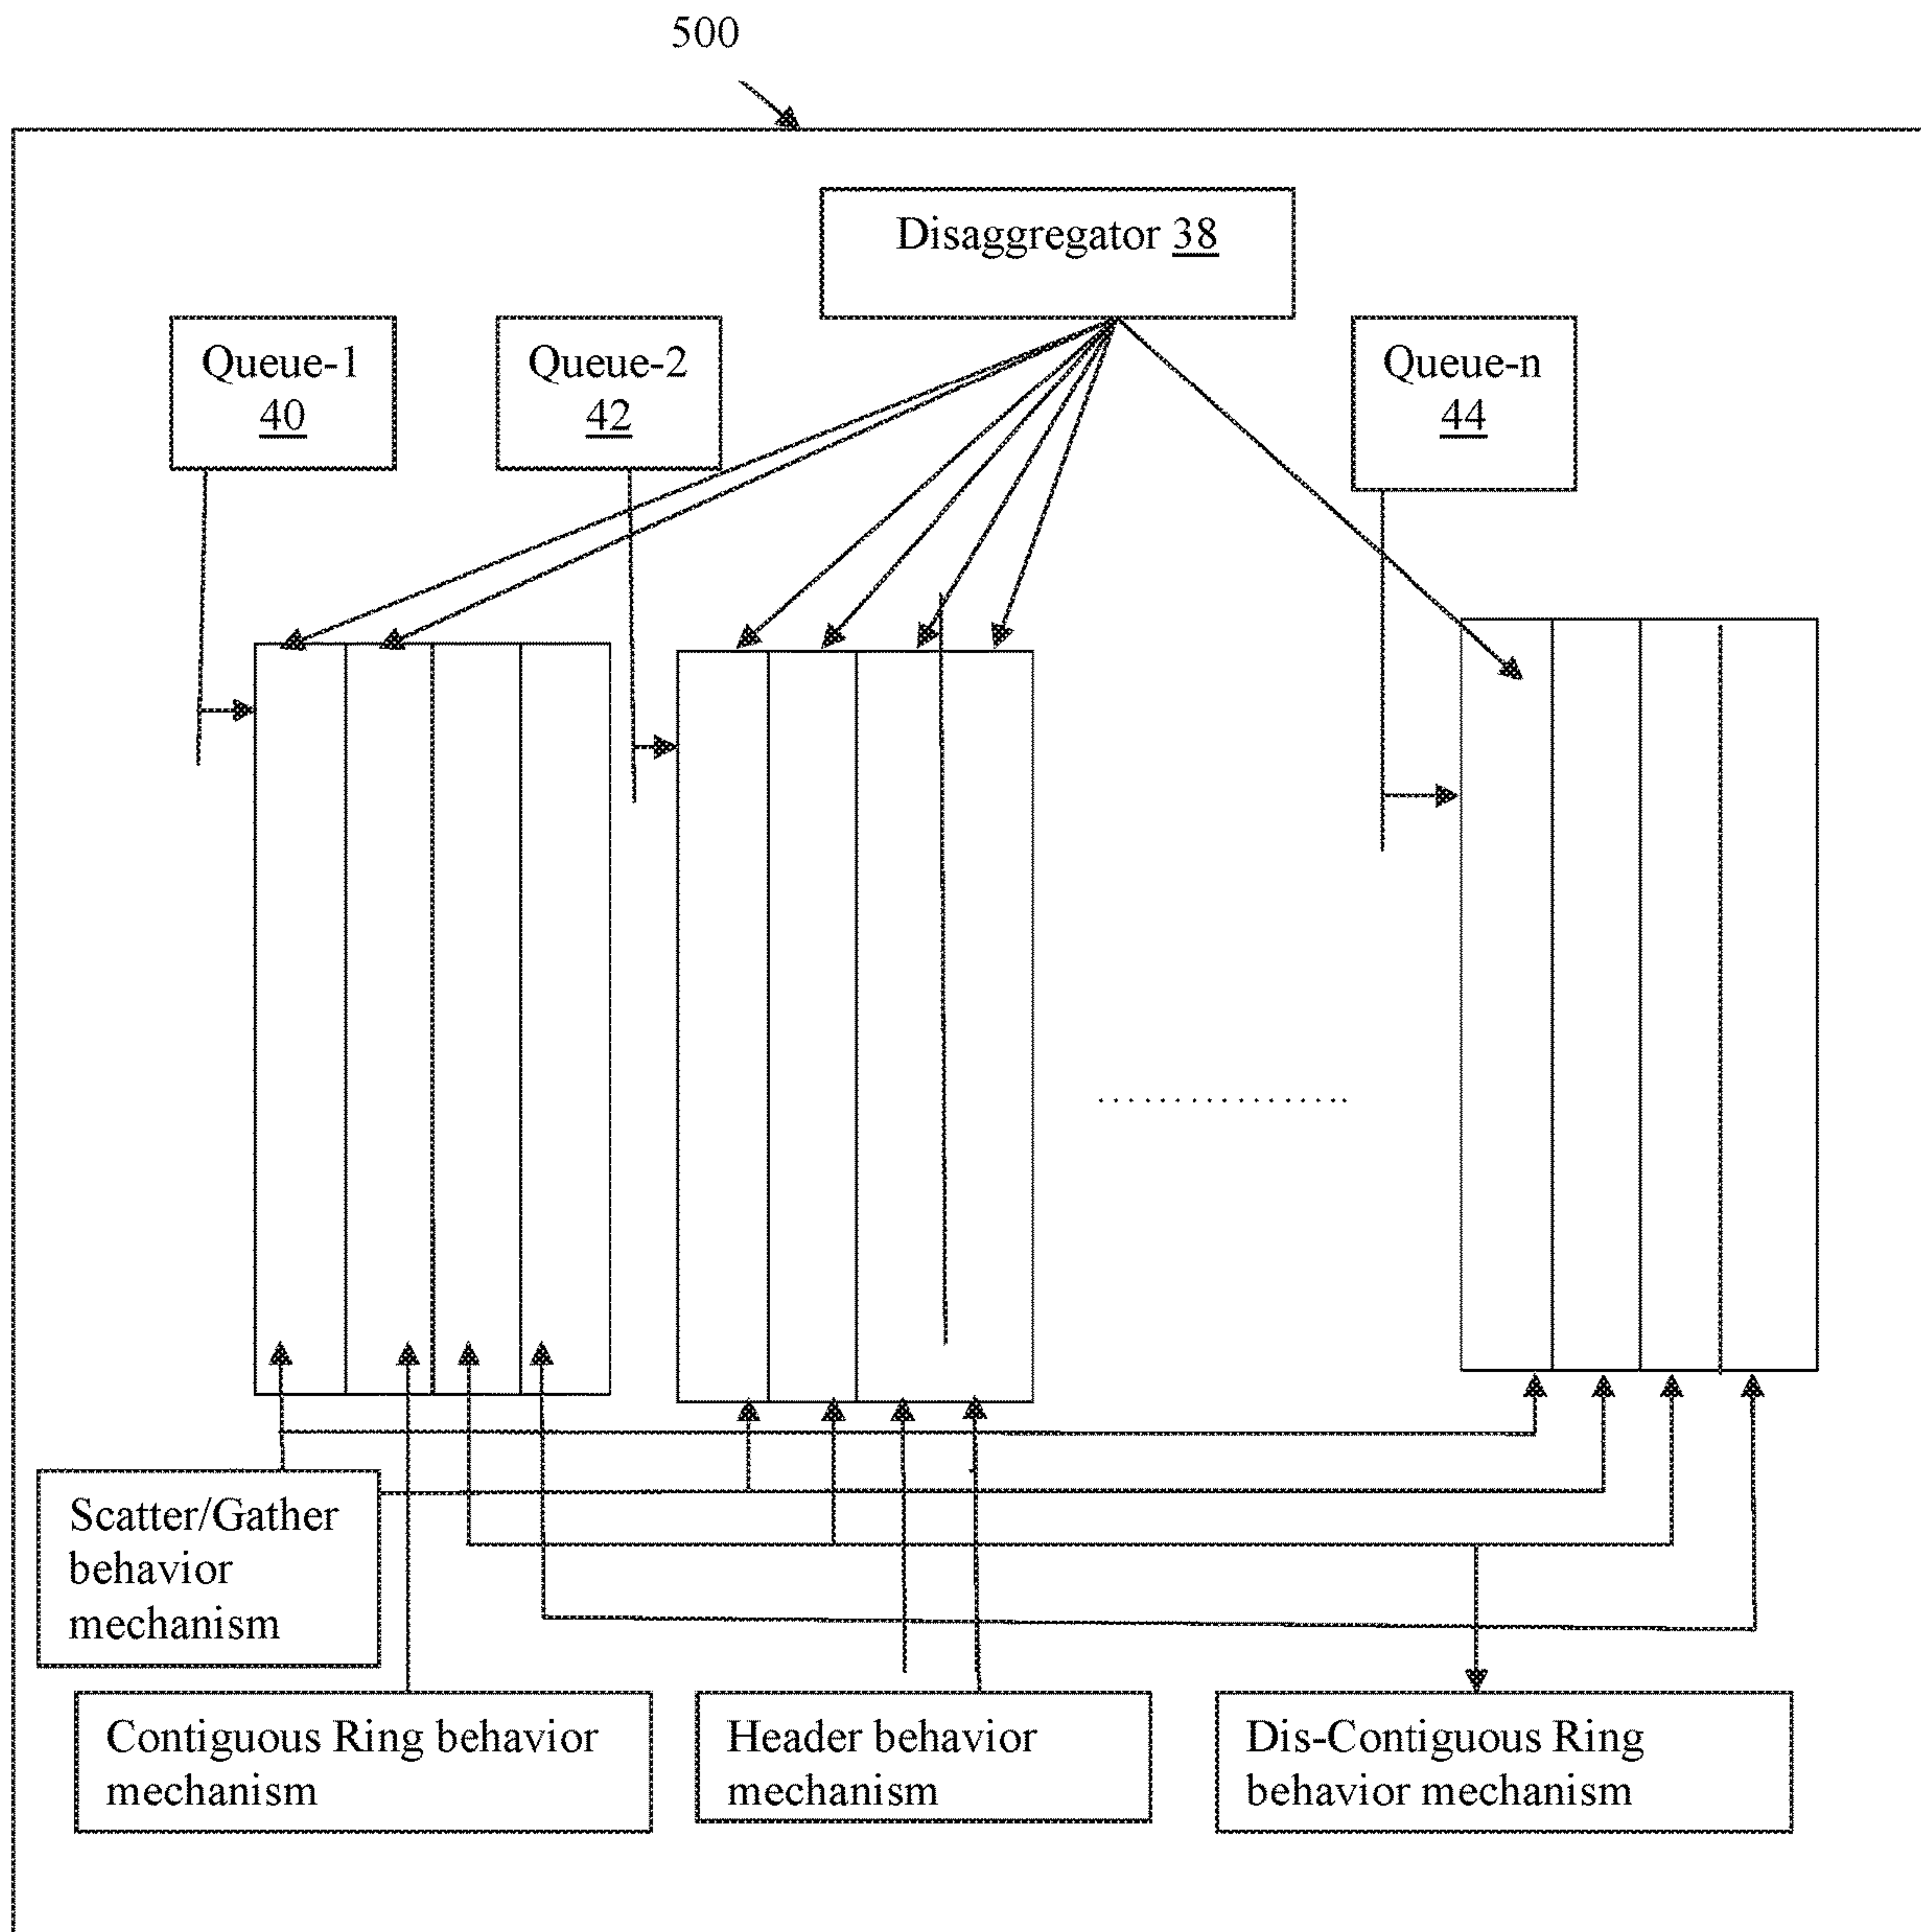 500
Disaggregator 38
Queue-1
40
Queue-2
42
Queue-n
44
Scatter/Gather
behavior
mechanism
Contiguous Ring behavior
mechanism
Header behavior
mechanism
Dis-Contiguous Ring
behavior mechanism